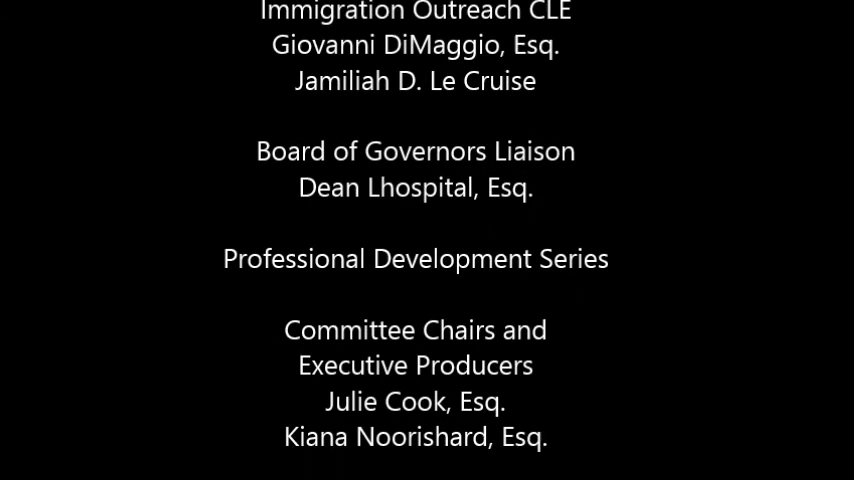 Immigration Outreach CLE
Giovanni DiMaggio, Esq.
Jamiliah D. Le Cruise
Board of Governors Liaison
Dean Lhospital, Esq.
Professional Development Series
Committee Chairs and
Executive Producers
Julie Cook, Esq.
Kiana Noorishard, Esq.